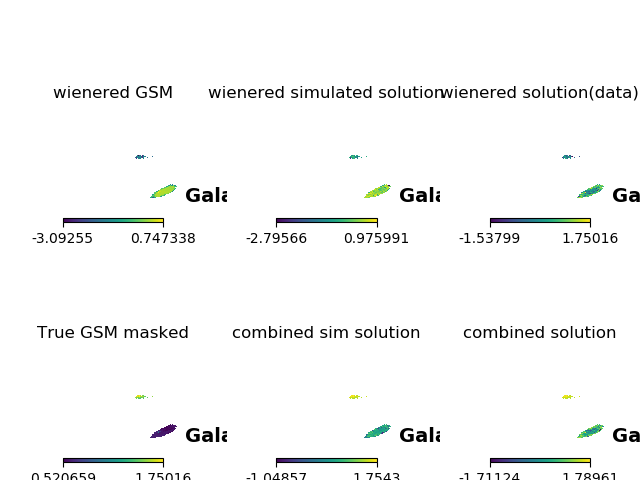 wienered GSM
wienered simulated solution
wienered solution(data)
Gala
Gala
Ga
-3.09255 0.747338
-2.79566 0.975991
-1.53799 1.75016
True GSM masked
combined sim solution
combined solution
Gala
Gala
Ga
0.520659 1.75016
-1.04857 1.7543
-1.71124 1.78961